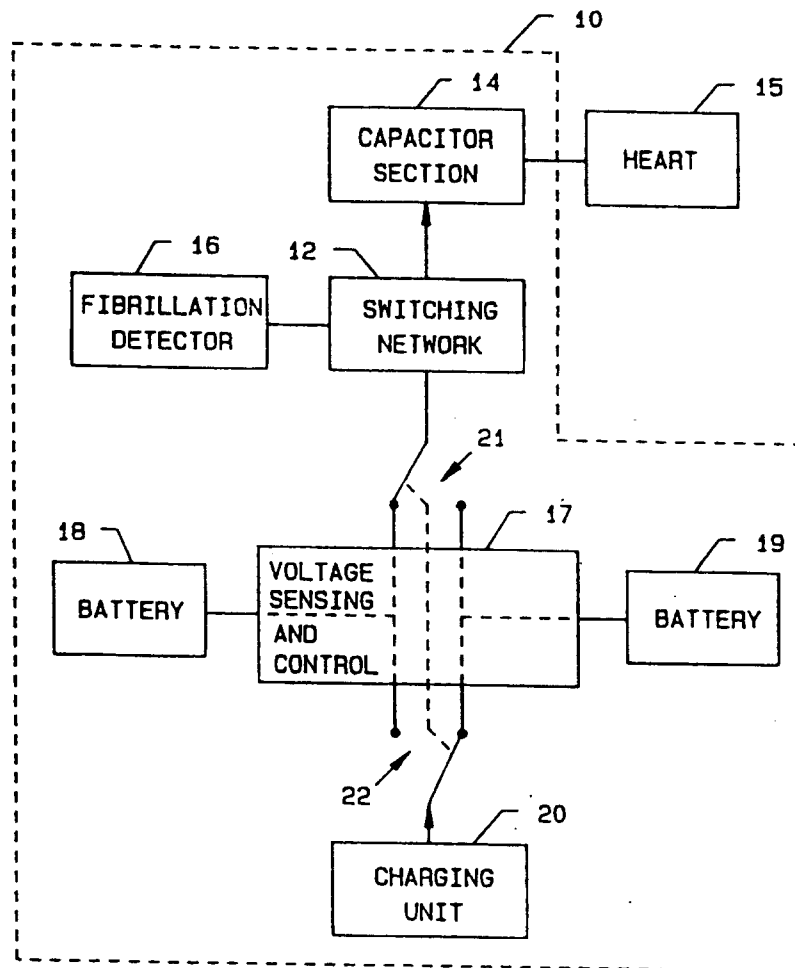 10
14
15
CAPACITOR
SECTION
HEART
16
12
FIBRILLATION
DETECTOR
SWITCHING
NETWORK
21
18
17
19
BATTERY
VOLTAGE
SENSING
AND
CONTROL
BATTERY
22
20
CHARGING
UNIT